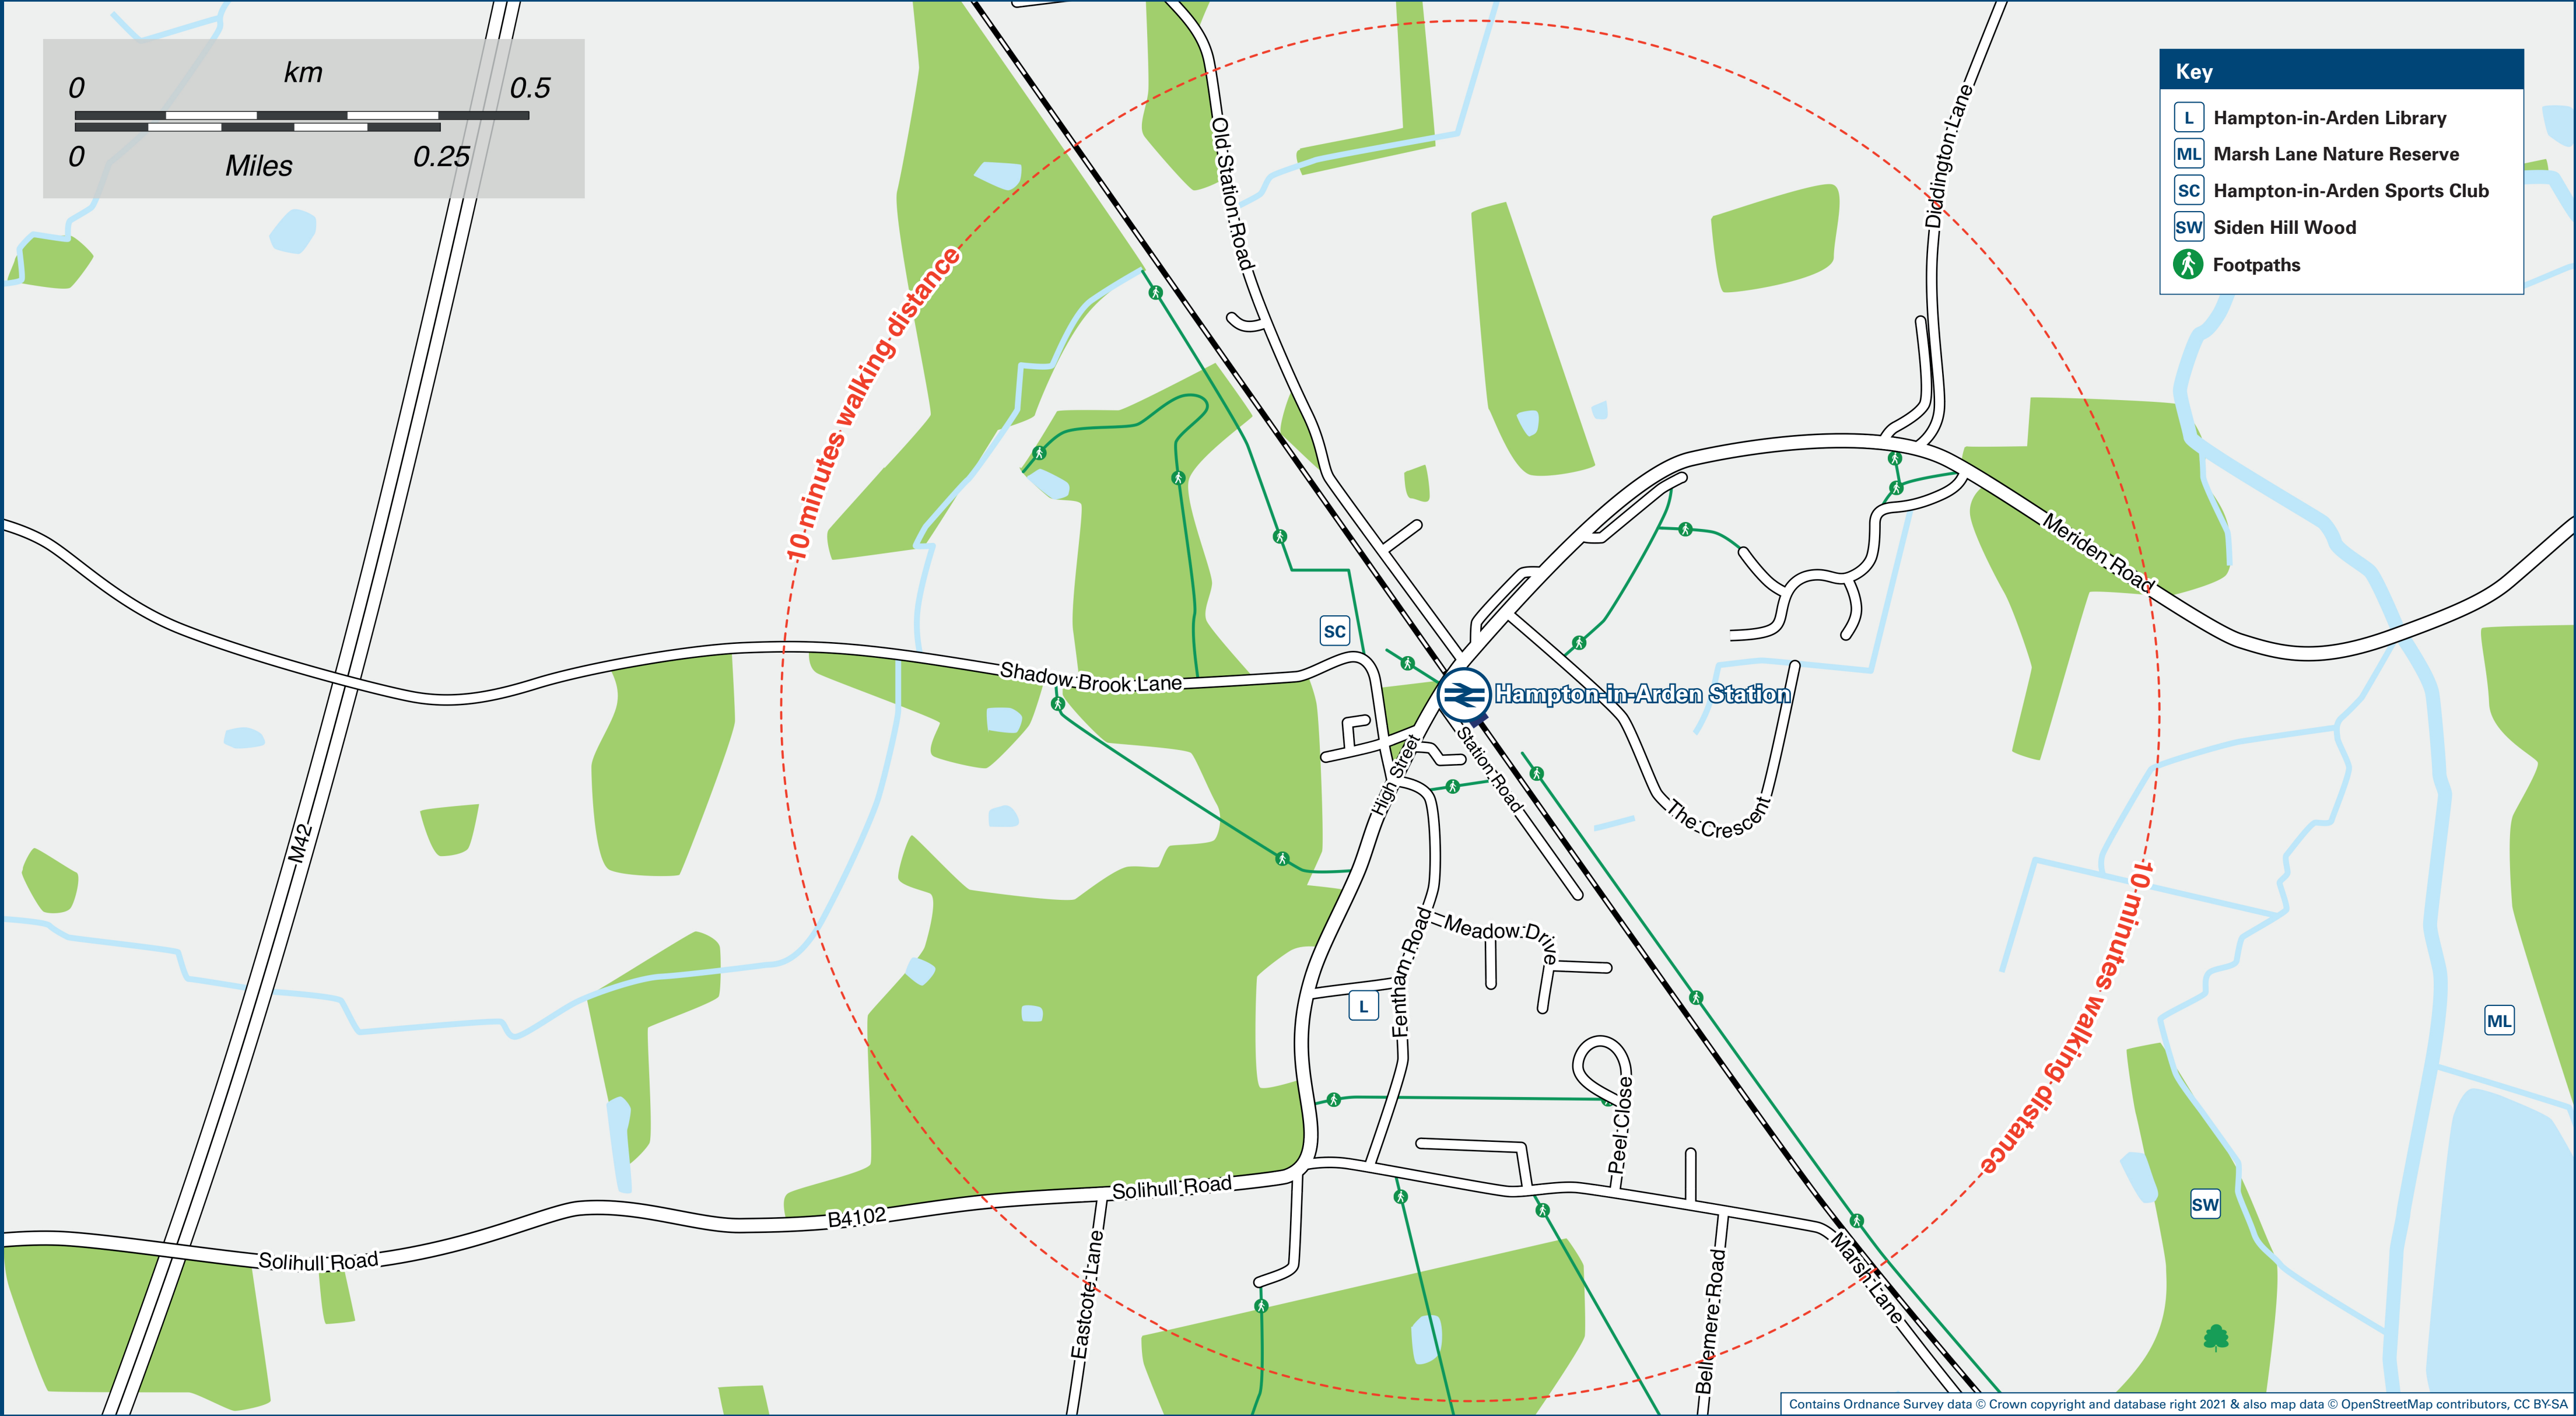 km
0
0.5
0
0.25
Miles
Key
L Hampton-in-Arden Library
ML Marsh Lane Nature Reserve
SC Hampton-in-Arden Sports Club
SW Siden Hill Wood
Footpaths
Old Station Road
Diddington Lane
10 minutes walking distance
Meriden Road
SC
Shadow Brook Lane
Hampton-in-Arden Station
High Street
Station Road
The Crescent
M42
Meadow Drive
Fentham Road
L
10 minutes walking distance
ML
Peel Close
Solihull Road
B4102
Solihull Road
SW
Eastcote Lane
Bellemere Road
Marsh Lane
Contains Ordnance Survey data © Crown copyright and database right 2021 & also map data © OpenStreetMap contributors, CC BY-SA